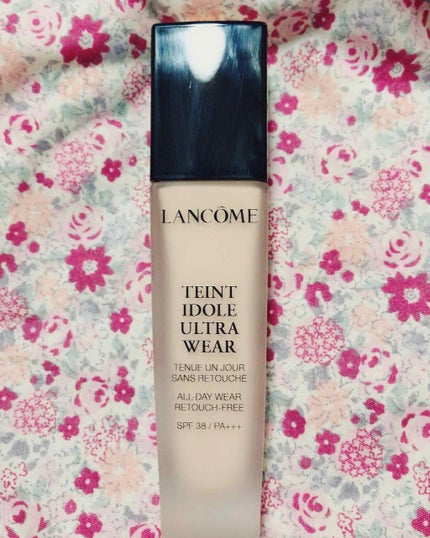 LANCÔME
TEINT
IDOLE
ULTRA
WEAR
TENUE UN JOUR
SANS RETOUCHE
ALL DAY WEAR
RETOUCH-FREE
SPF 38 / PA+++